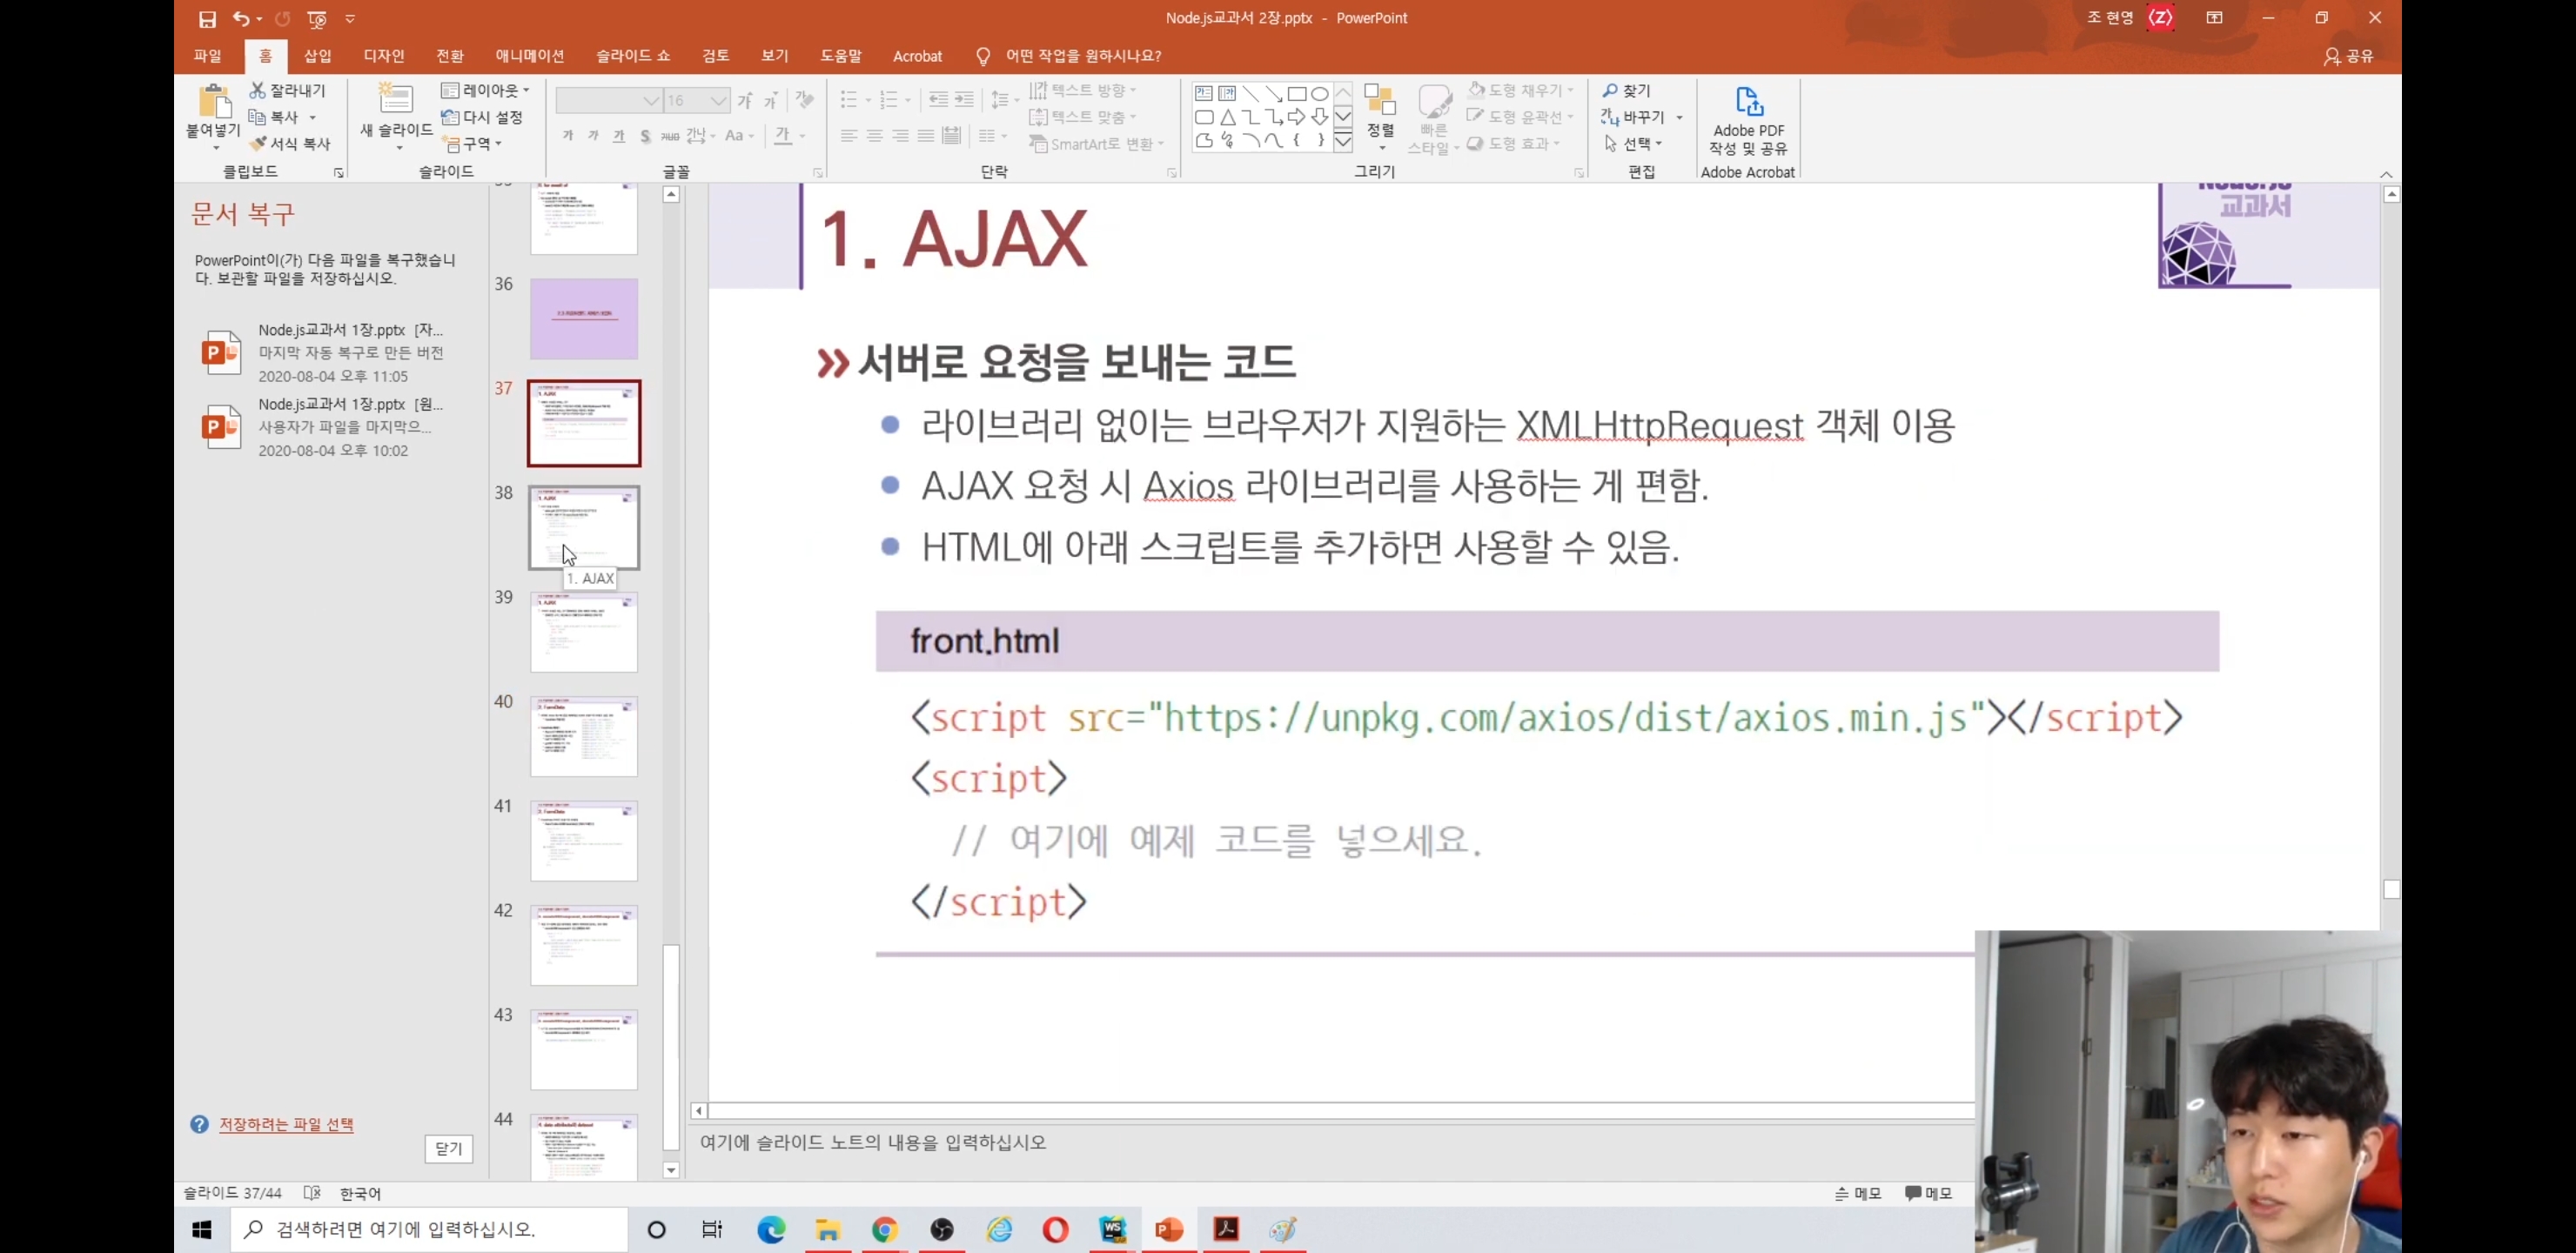 Node.js교과서 2장.pptx - PowerPoint
조 현영
파일 홈 삽입 디자인 전환 애니메이션 슬라이드 쇼 검토 보기 도움말 Acrobat 어떤 작업을 원하시나요? 공유
붙여넣기
잘라내기
복사
서식 복사
클립보드
새 슬라이드
레이아웃
다시 설정
구역
슬라이드
16
글꼴
텍스트 방향
텍스트 맞춤
SmartArt로 변환
단락
정렬
빠른 스타일
도형 채우기
도형 윤곽선
도형 효과
그리기
찾기
바꾸기
선택
편집
Adobe PDF
작성 및 공유
Adobe Acrobat
문서 복구
PowerPoint이(가) 다음 파일을 복구했습니
다. 보관할 파일을 저장하십시오.
Node.js교과서 1장.pptx [자...
마지막 자동 복구로 만든 버전
2020-08-04 오후 11:05
Node.js교과서 1장.pptx [원...
사용자가 파일을 마지막으...
2020-08-04 오후 10:02
저장하려는 파일 선택
닫기
36
37
38
1. AJAX
39
40
41
42
43
44
1. AJAX
Node.js
교과서
서버로 요청을 보내는 코드
라이브러리 없이는 브라우저가 지원하는 XMLHttpRequest 객체 이용
AJAX 요청 시 Axios 라이브러리를 사용하는 게 편함.
HTML에 아래 스크립트를 추가하면 사용할 수 있음.
front.html
<script src="https://unpkg.com/axios/dist/axios.min.js"></script>
<script>
// 여기에 예제 코드를 넣으세요.
</script>
여기에 슬라이드 노트의 내용을 입력하십시오
슬라이드 37/44 한국어 메모 메모
검색하려면 여기에 입력하십시오.